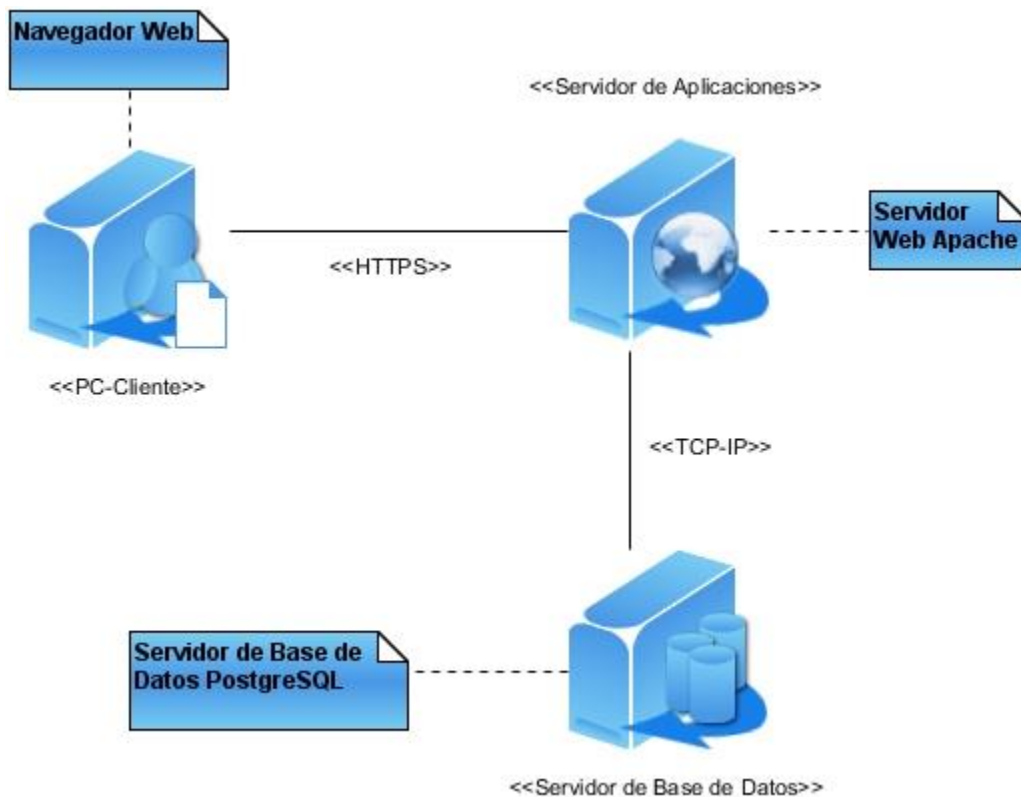 Navegador Web
<<Servidor de Aplicaciones>>
Servidor
Web Apache
<<HTTPS>>
<<PC-Cliente>>
<<TCP-IP>>
Servidor de Base de
Datos PostgreSQL
<<Servidor de Base de Datos>>